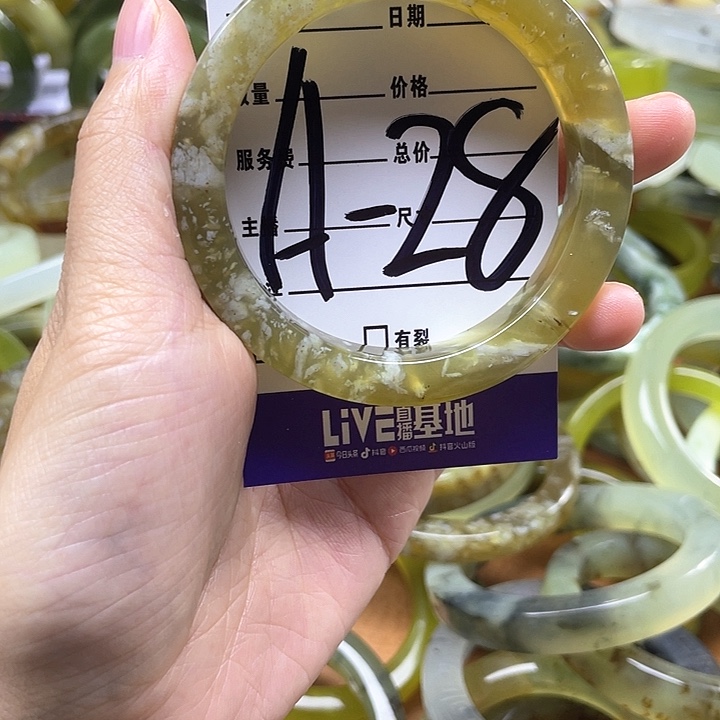 日期
量 价格
服务费 总价
主播 尺
A-28
有裂
LiVE直播基地
今日头条 抖音 西瓜视频 抖音火山版